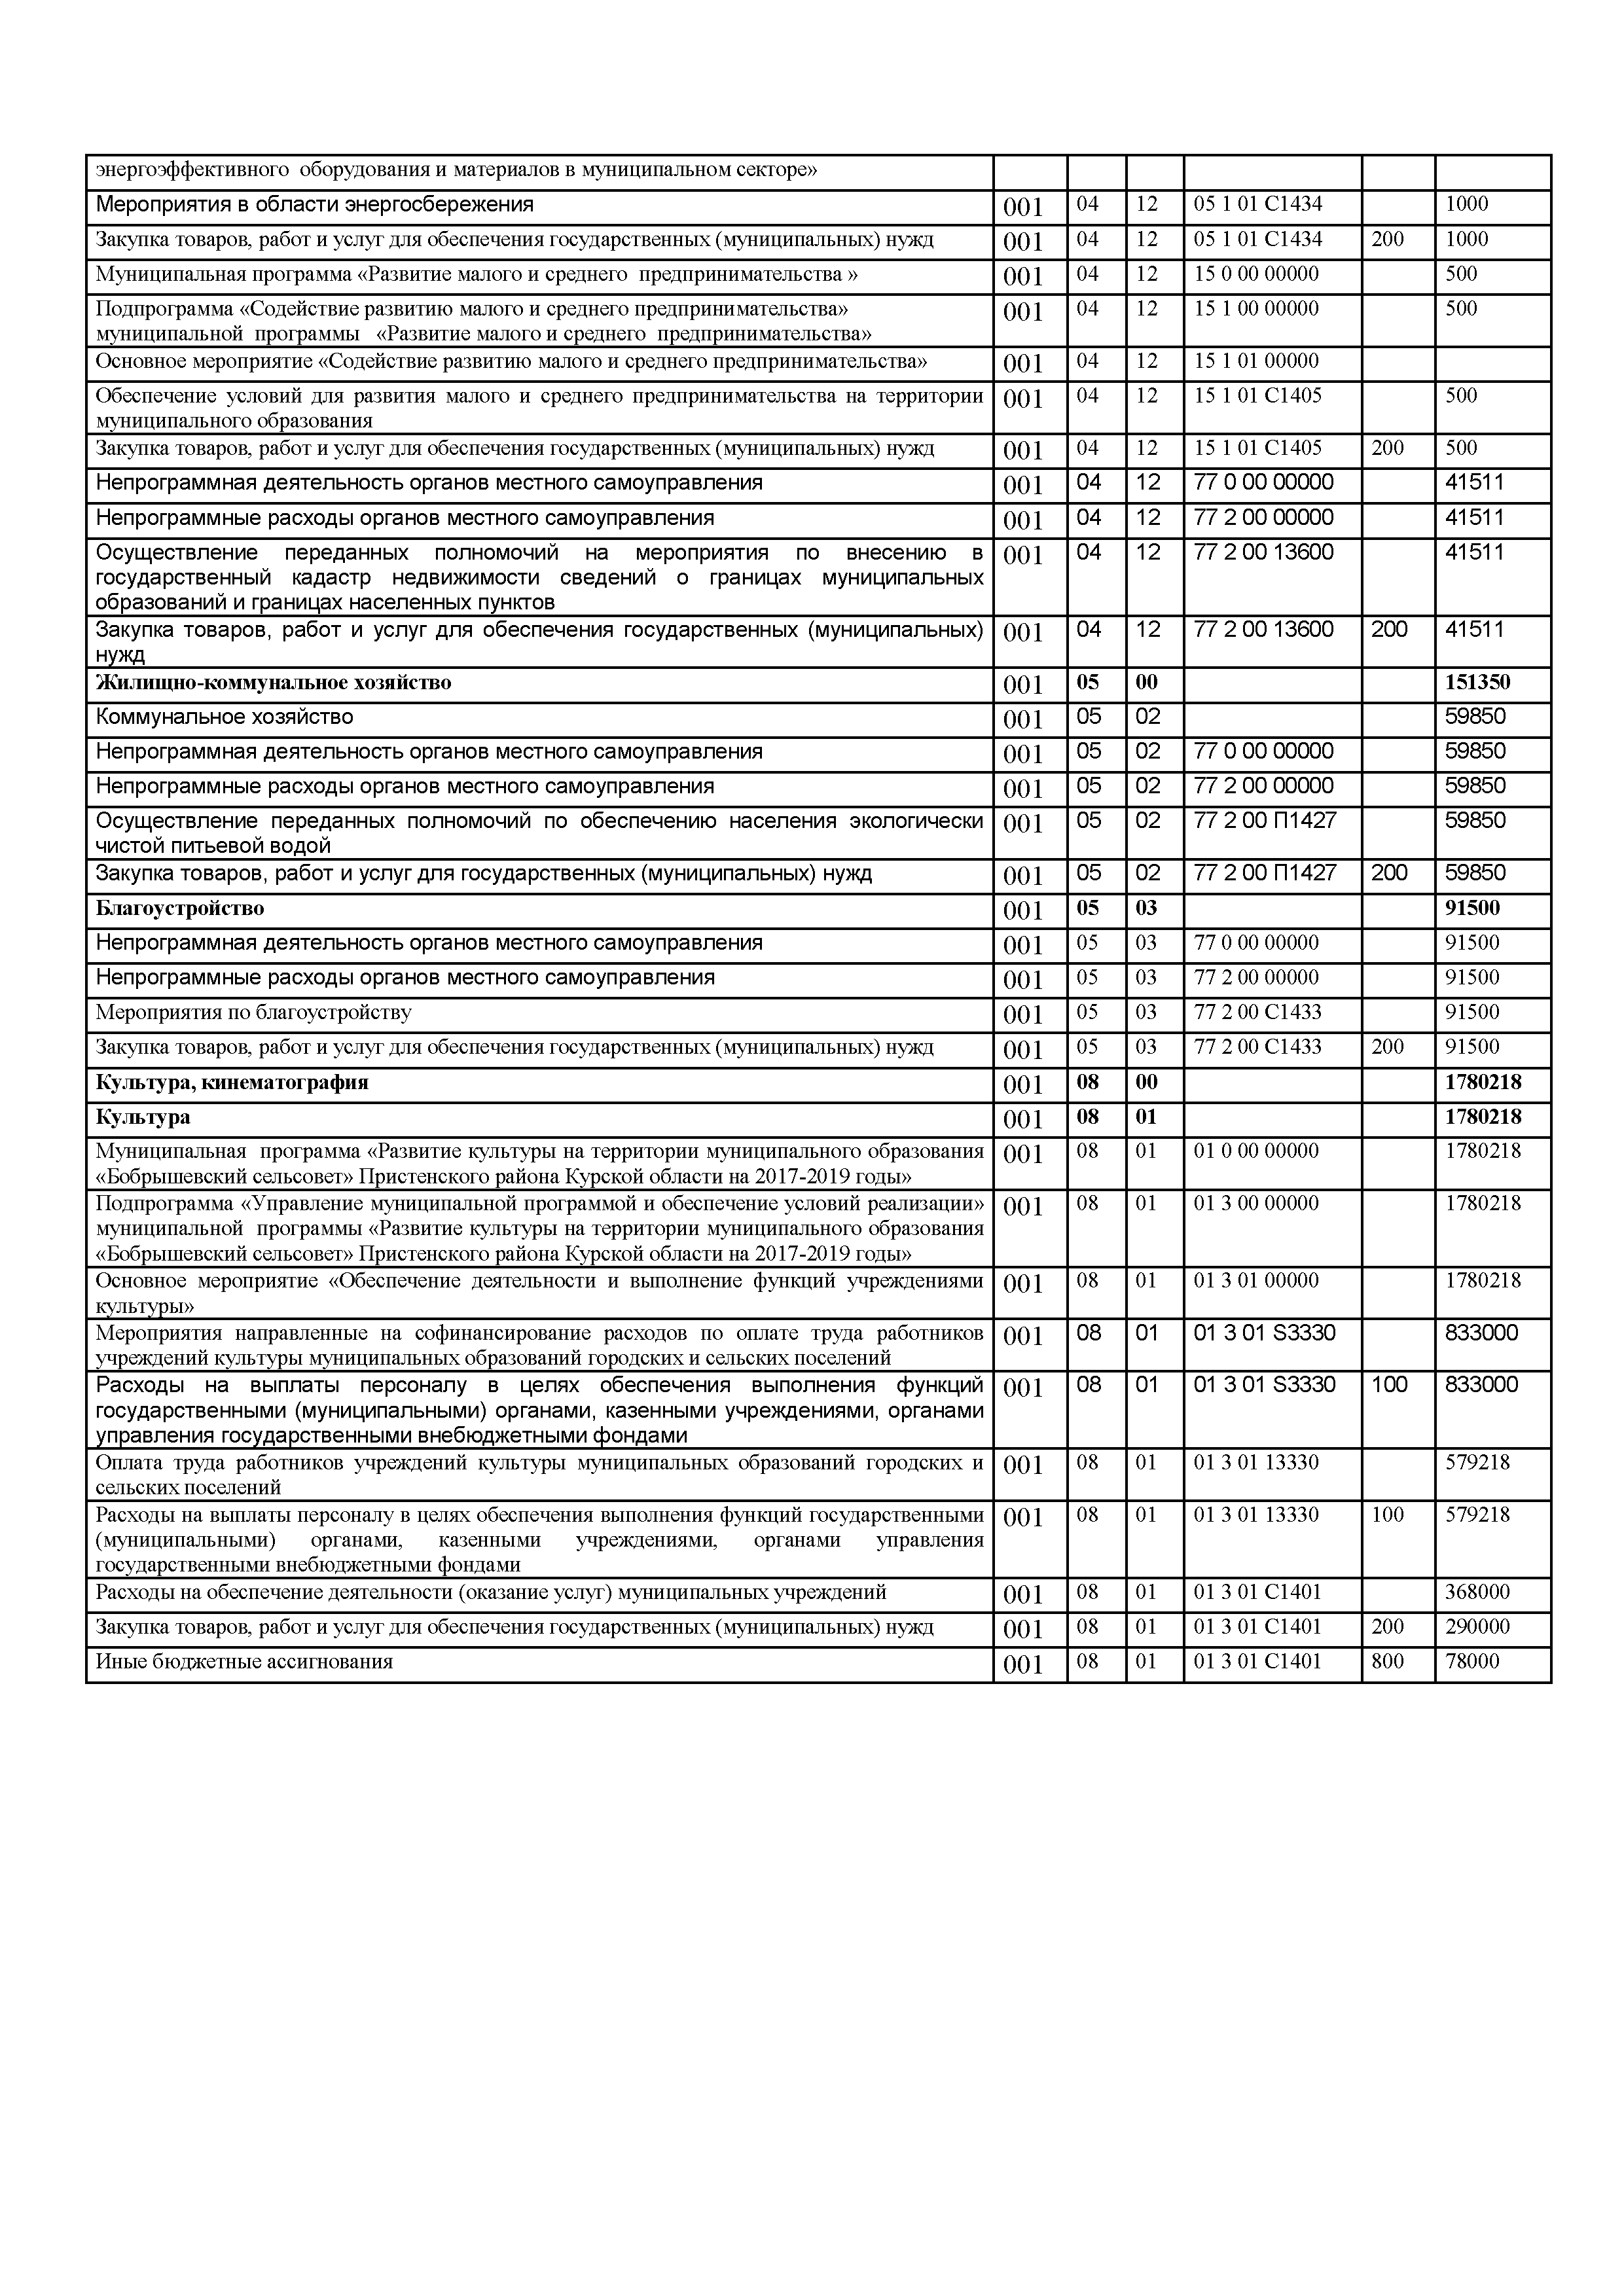 энергоэффективного оборудования и материалов в муниципальном секторе»
Мероприятия в области энергосбережения 001 04 12 05 1 01 С1434 1000
Закупка товаров, работ и услуг для обеспечения государственных (муниципальных) нужд 001 04 12 05 1 01 С1434 200 1000
Муниципальная программа «Развитие малого и среднего предпринимательства » 001 04 12 15 0 00 00000 500
Подпрограмма «Содействие развитию малого и среднего предпринимательства» 001 04 12 15 1 00 00000 500
муниципальной программы «Развитие малого и среднего предпринимательства»
Основное мероприятие «Содействие развитию малого и среднего предпринимательства» 001 04 12 15 1 01 00000
Обеспечение условий для развития малого и среднего предпринимательства на территории 001 04 12 15 1 01 С1405 500
муниципального образования
Закупка товаров, работ и услуг для обеспечения государственных (муниципальных) нужд 001 04 12 15 1 01 С1405 200 500
Непрограммная деятельность органов местного самоуправления 001 04 12 77 0 00 00000 41511
Непрограммные расходы органов местного самоуправления 001 04 12 77 2 00 00000 41511
Осуществление переданных полномочий на мероприятия по внесению в 001 04 12 77 2 00 13600 41511
государственный кадастр недвижимости сведений о границах муниципальных
образований и границах населенных пунктов
Закупка товаров, работ и услуг для обеспечения государственных (муниципальных) 001 04 12 77 2 00 13600 200 41511
нужд
Жилищно-коммунальное хозяйство 001 05 00 151350
Коммунальное хозяйство 001 05 02 59850
Непрограммная деятельность органов местного самоуправления 001 05 02 77 0 00 00000 59850
Непрограммные расходы органов местного самоуправления 001 05 02 77 2 00 00000 59850
Осуществление переданных полномочий по обеспечению населения экологически 001 05 02 77 2 00 П1427 59850
чистой питьевой водой
Закупка товаров, работ и услуг для государственных (муниципальных) нужд 001 05 02 77 2 00 П1427 200 59850
Благоустройство 001 05 03 91500
Непрограммная деятельность органов местного самоуправления 001 05 03 77 0 00 00000 91500
Непрограммные расходы органов местного самоуправления 001 05 03 77 2 00 00000 91500
Мероприятия по благоустройству 001 05 03 77 2 00 С1433 91500
Закупка товаров, работ и услуг для обеспечения государственных (муниципальных) нужд 001 05 03 77 2 00 С1433 200 91500
Культура, кинематография 001 08 00 1780218
Культура 001 08 01 1780218
Муниципальная программа «Развитие культуры на территории муниципального образования 001 08 01 01 0 00 00000 1780218
«Бобрышевский сельсовет» Пристенского района Курской области на 2017-2019 годы»
Подпрограмма «Управление муниципальной программой и обеспечение условий реализации» 001 08 01 01 3 00 00000 1780218
муниципальной программы «Развитие культуры на территории муниципального образования
«Бобрышевский сельсовет» Пристенского района Курской области на 2017-2019 годы»
Основное мероприятие «Обеспечение деятельности и выполнение функций учреждениями 001 08 01 01 3 01 00000 1780218
культуры»
Мероприятия направленные на софинансирование расходов по оплате труда работников 001 08 01 01 3 01 S3330 833000
учреждений культуры муниципальных образований городских и сельских поселений
Расходы на выплаты персоналу в целях обеспечения выполнения функций 001 08 01 01 3 01 S3330 100 833000
государственными (муниципальными) органами, казенными учреждениями, органами
управления государственными внебюджетными фондами
Оплата труда работников учреждений культуры муниципальных образований городских и 001 08 01 01 3 01 13330 579218
сельских поселений
Расходы на выплаты персоналу в целях обеспечения выполнения функций государственными 001 08 01 01 3 01 13330 100 579218
(муниципальными) органами, казенными учреждениями, органами управления
государственными внебюджетными фондами
Расходы на обеспечение деятельности (оказание услуг) муниципальных учреждений 001 08 01 01 3 01 С1401 368000
Закупка товаров, работ и услуг для обеспечения государственных (муниципальных) нужд 001 08 01 01 3 01 С1401 200 290000
Иные бюджетные ассигнования 001 08 01 01 3 01 С1401 800 78000